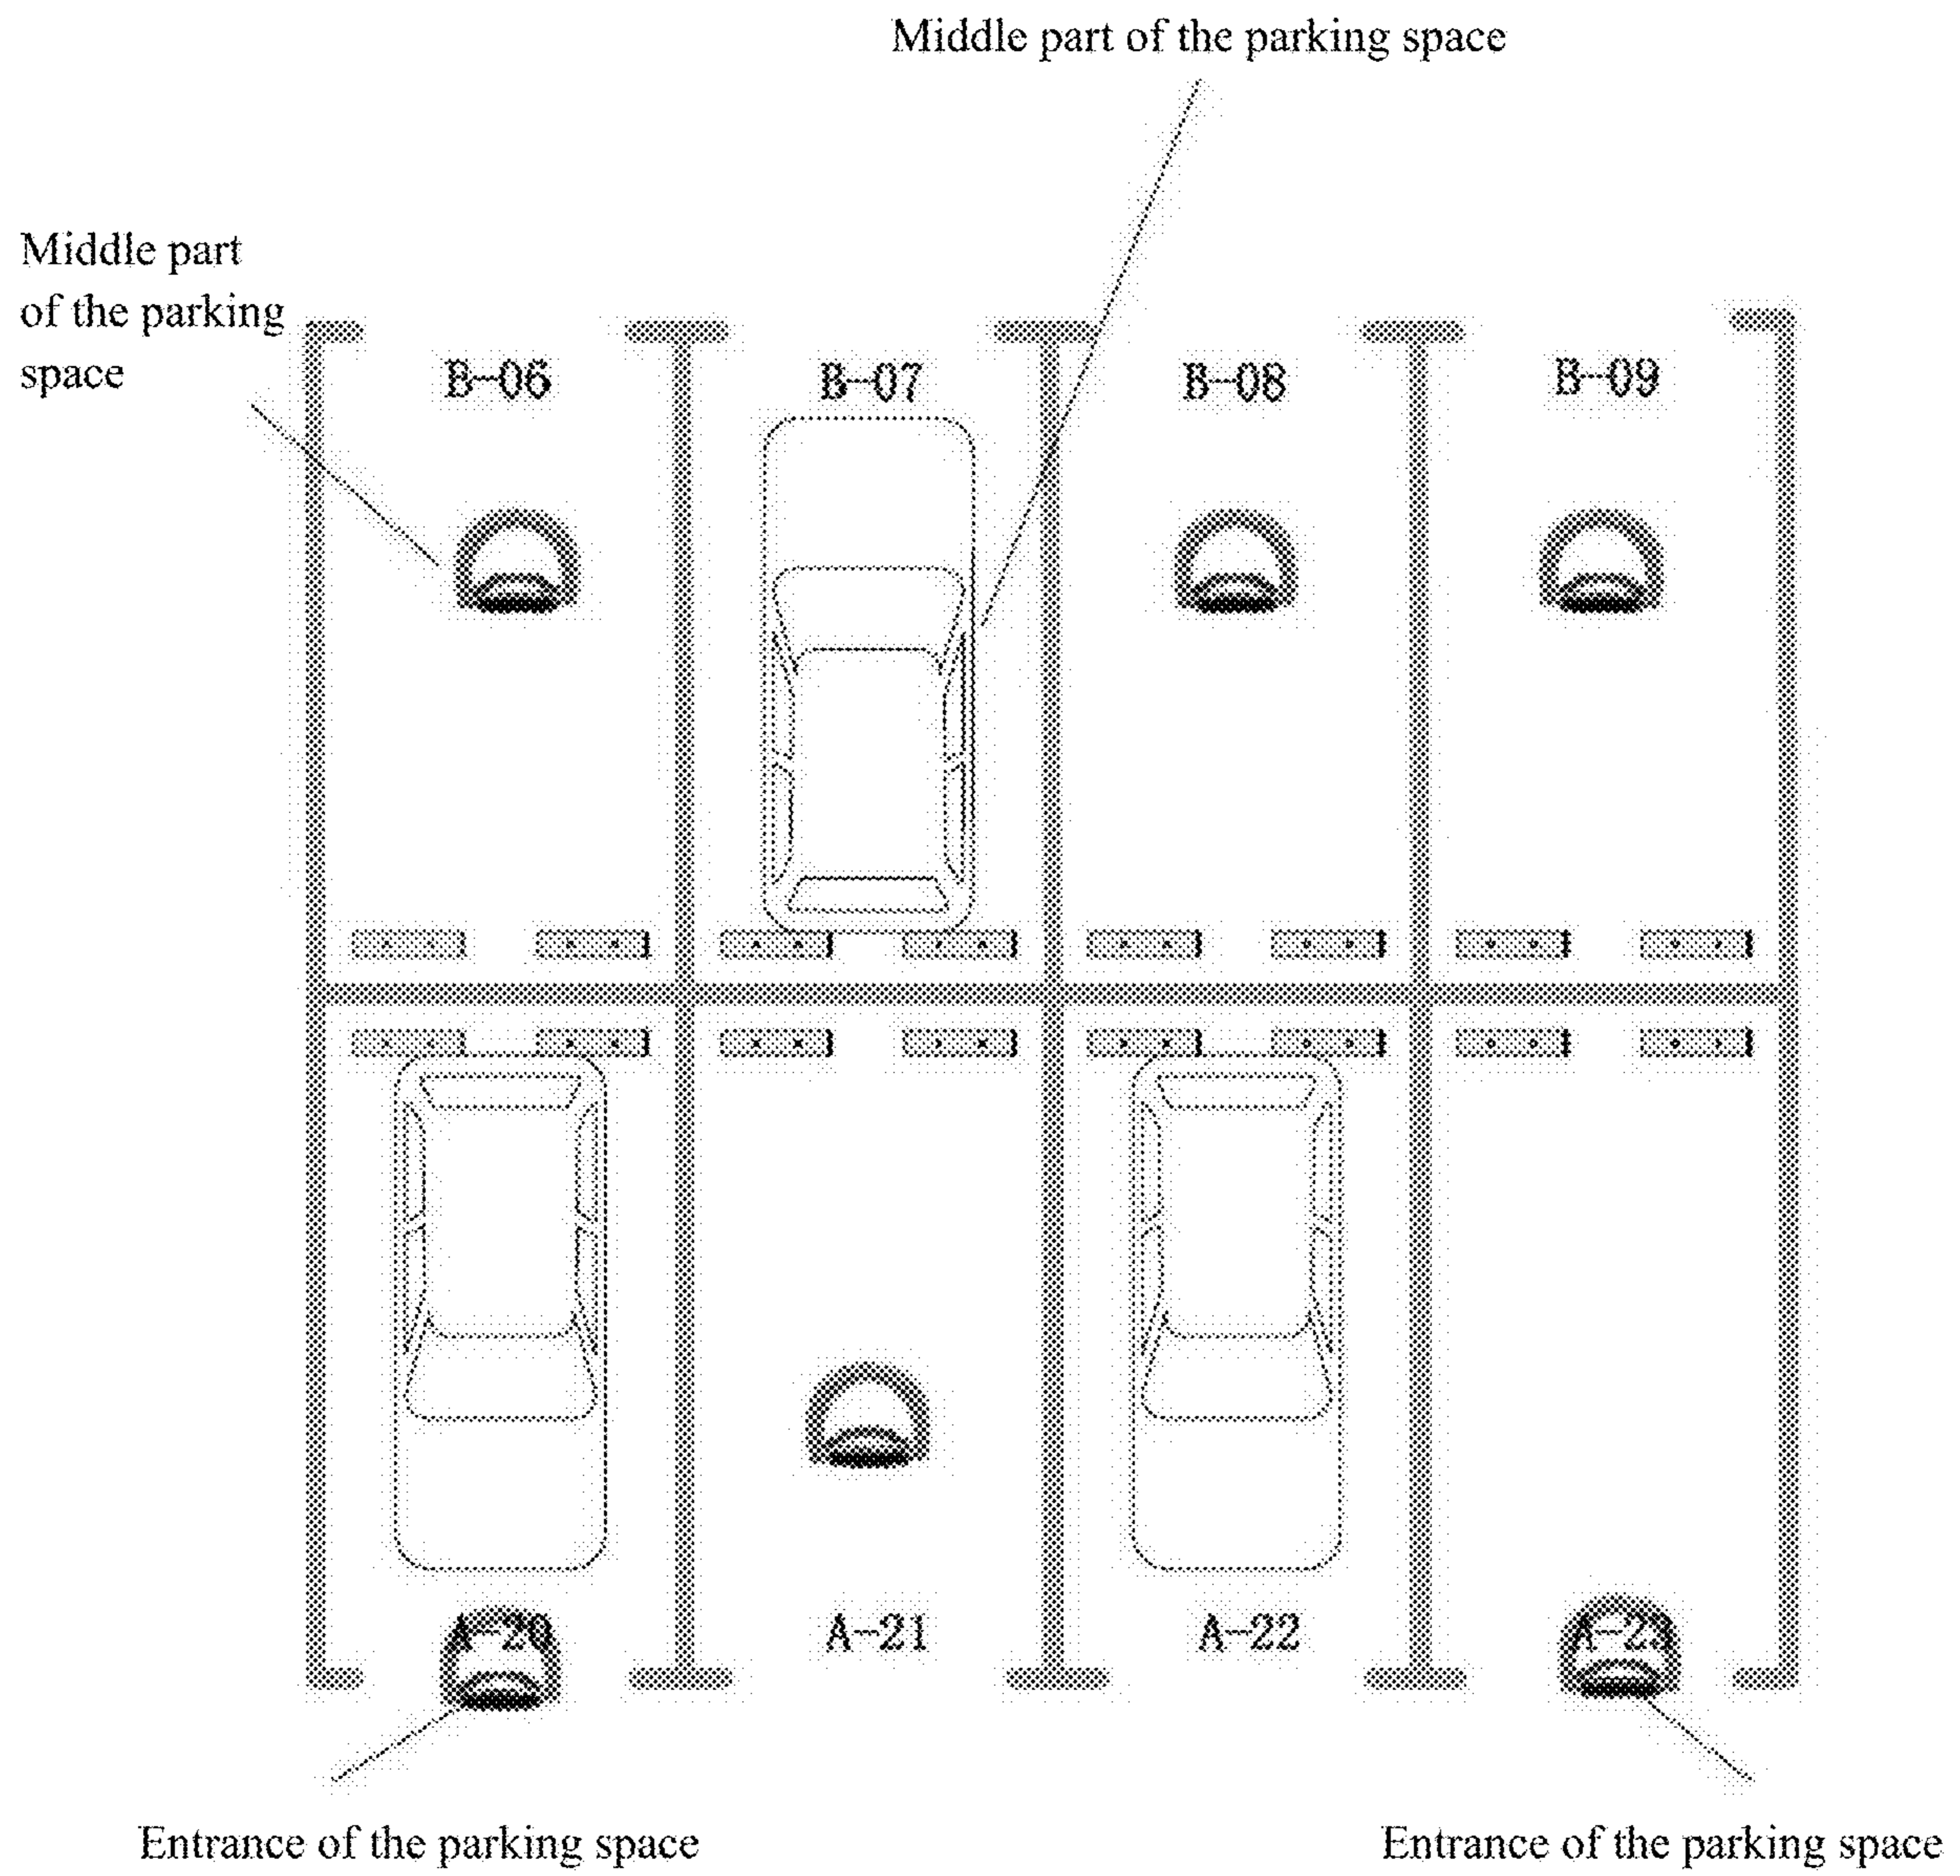 Middle part of the parking space
Middle part
of the parking
space
B-06
B-07
B-08
B-09
A-20
A-21
A-22
Entrance of the parking space
Entrance of the parking space